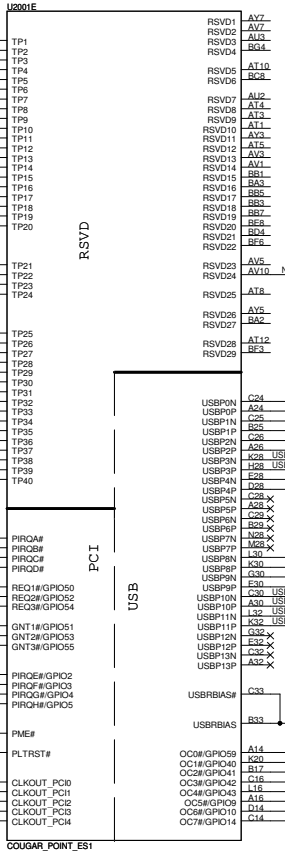 U2001E
RSVD1 AY7
RSVD2 AV7
TP1 RSVD3 AU3
TP2 RSVD4 BG4
TP3
TP4 RSVD5 AT10
TP5 RSVD6 BC8
TP6
TP7 RSVD7 AU2
TP8 RSVD8 AT4
TP9 RSVD9 AT3
TP10 RSVD10 AT1
TP11 RSVD11 AY3
TP12 RSVD12 AT5
TP13 RSVD13 AV3
TP14 RSVD14 AV1
TP15 RSVD15 BB1
TP16 RSVD16 BA3
TP17 RSVD17 BB5
TP18 RSVD18 BB3
TP19 RSVD19 BB7
TP20 RSVD20 BE8
RSVD21 BD4
RSVD22 BF6
RSVD
TP21 RSVD23 AV5
TP22 RSVD24 AV10
TP23
TP24 RSVD25 AT8
RSVD26 AY5
RSVD27 BA2
TP25
TP26 RSVD28 AT12
TP27 RSVD29 BF3
TP28
TP29
TP30
TP31
TP32 USBP0N C24
TP33 USBP0P A24
TP34 USBP1N C25
TP35 USBP1P B25
TP36 USBP2N C26
TP37 USBP2P A26
TP38 USBP3N K28 US
TP39 USBP3P H28 US
TP40 USBP4N E28
USBP4P D28
USBP5N C28
USBP5P A28
USBP6N C29
USBP6P B29
PIRQA# USBP7N N28
PIRQB# USBP7P M28
PIRQC# USBP8N L30
PIRQD# USBP8P K30
PCI
USB
USBP9N G30
REQ1#/GPIO50 USBP9P E30
REQ2#/GPIO52 USBP10N C30 US
REQ3#/GPIO54 USBP10P A30 US
USBP11N L32 US
GNT1#/GPIO51 USBP11P K32 US
GNT2#/GPIO53 USBP12N G32
GNT3#/GPIO55 USBP12P E32
USBP13N C32
USBP13P A32
PIRQE#/GPIO2
PIRQF#/GPIO3
PIRQG#/GPIO4 USBRBIAS# C33
PIRQH#/GPIO5
USBRBIAS B33
PME#
PLTRST# OC0#/GPIO59 A14
OC1#/GPIO40 K20
OC2#/GPIO41 B17
CLKOUT_PCI0 OC3#/GPIO42 C16
CLKOUT_PCI1 OC4#/GPIO43 L16
CLKOUT_PCI2 OC5#/GPIO9 A16
CLKOUT_PCI3 OC6#/GPIO10 D14
CLKOUT_PCI4 OC7#/GPIO14 C14
COUGAR_POINT_ES1